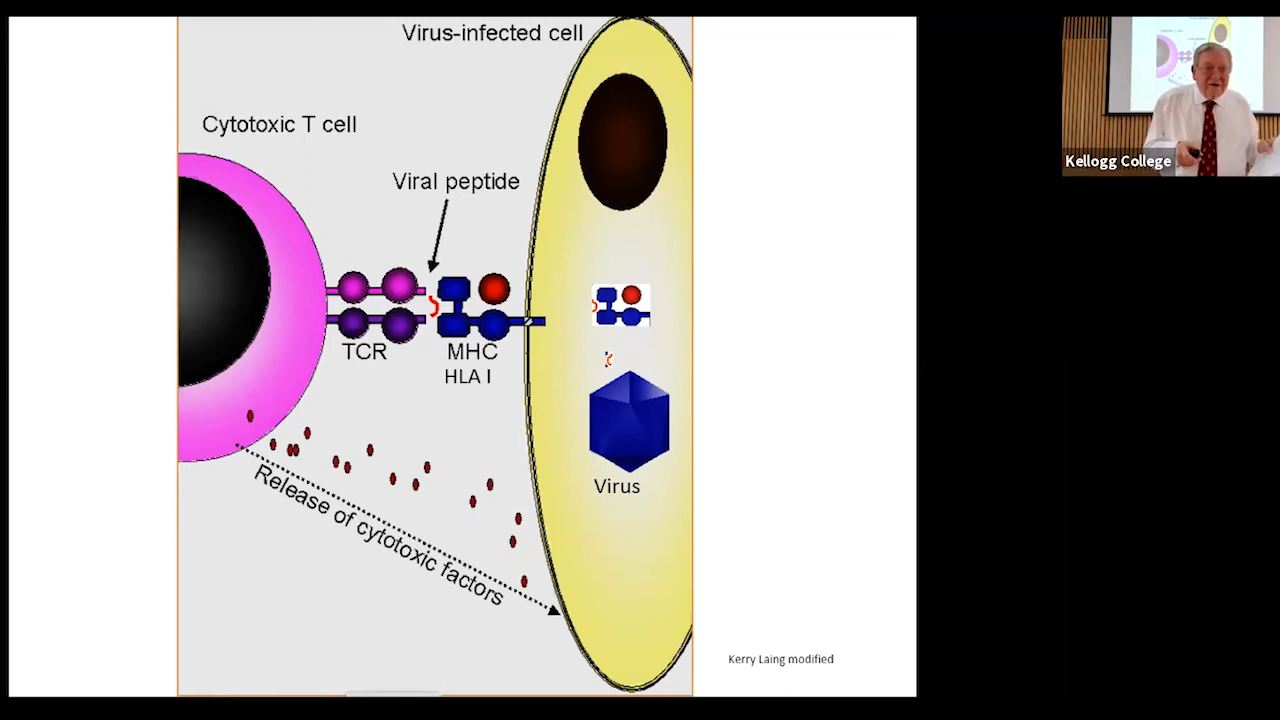 Virus-infected cell
Cytotoxic T cell
Viral peptide
TCR
MHC
HLA I
Release of cytotoxic factors
Virus
Kerry Laing modified
Kellogg College